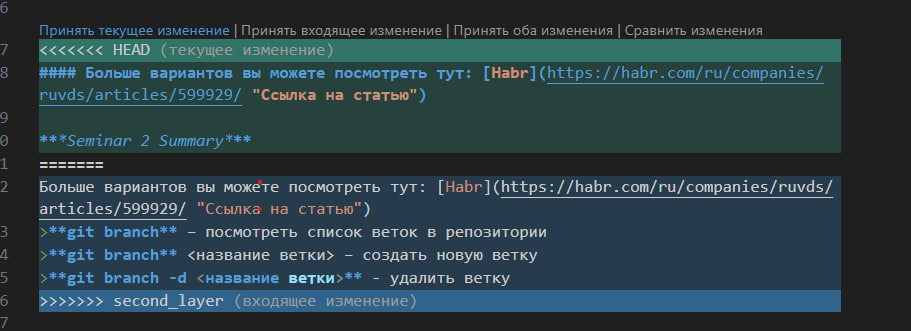 6
Принять текущее изменение | Принять входящее изменение | Принять оба изменения | Сравнить изменения
7 <<<<<<< HEAD (текущее изменение)
8 #### Больше вариантов вы можете посмотреть тут: [Habr](https://habr.com/ru/companies/
ruvds/articles/599929/ "Ссылка на статью")
9
0 ***Seminar 2 Summary***
1 =======
2 Больше вариантов вы можете посмотреть тут: [Habr](https://habr.com/ru/companies/ruvds/
articles/599929/ "Ссылка на статью")
3 >**git branch** – посмотреть список веток в репозитории
4 >**git branch** <название ветки> – создать новую ветку
5 >**git branch -d <название ветки>** - удалить ветку
6 >>>>>>> second_layer (входящее изменение)
7